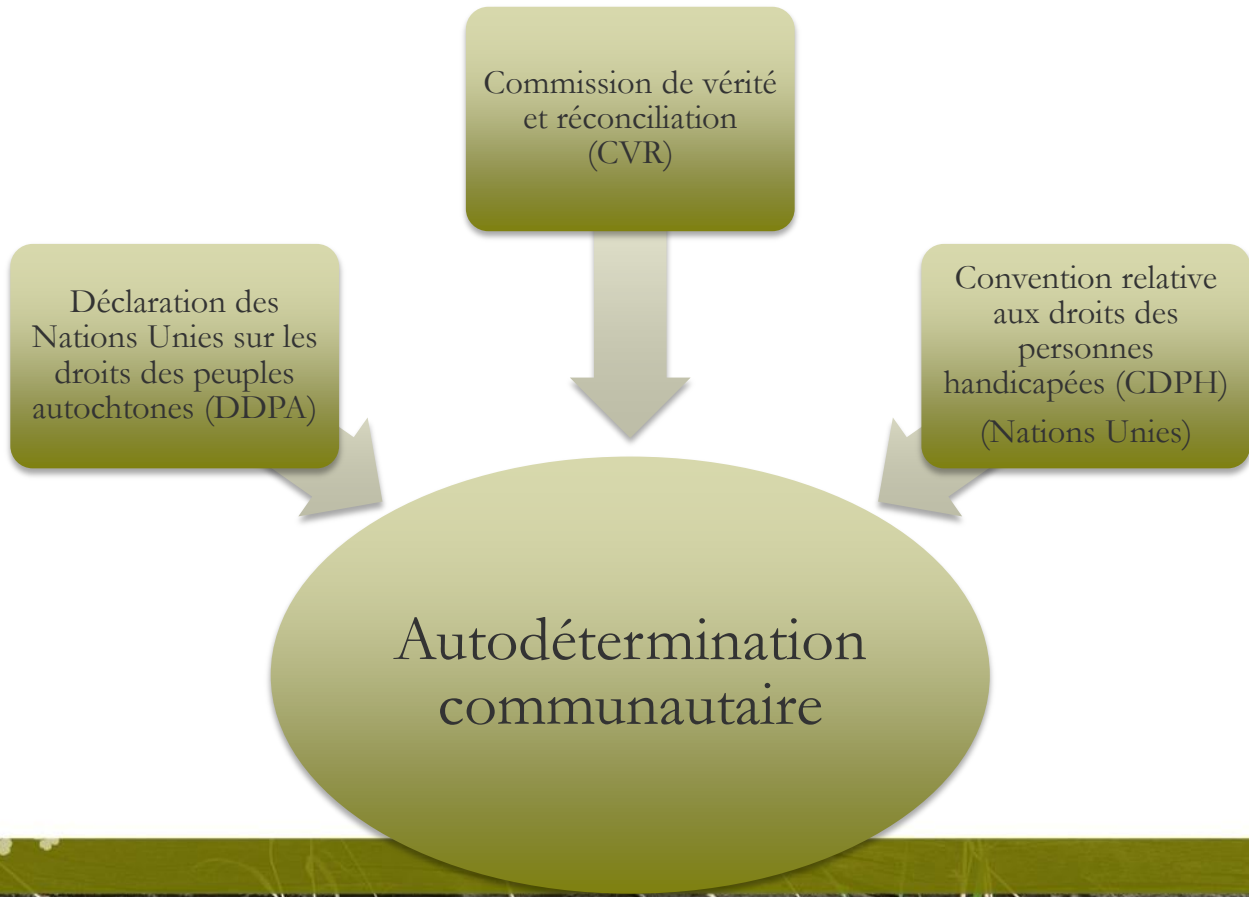 Commission de vérité
et réconciliation
(CVR)
Déclaration des
Nations Unies sur les
droits des peuples
autochtones (DDPA)
Convention relative
aux droits des
personnes
handicapées (CDPH)
(Nations Unies)
Autodétermination
communautaire